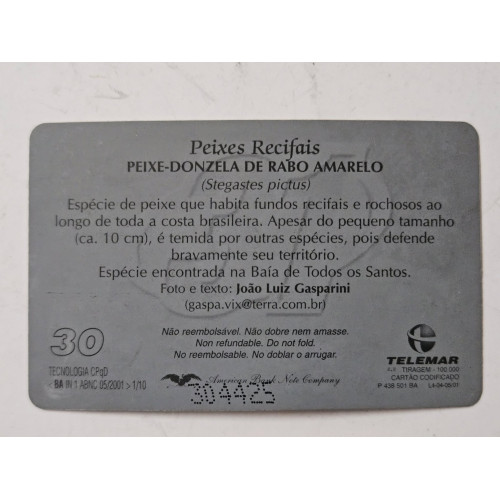 Peixes Recifais
PEIXE-DONZELA DE RABO AMARELO
(Stegastes pictus)
Espécie de peixe que habita fundos recifais e rochosos ao
longo de toda a costa brasileira. Apesar do pequeno tamanho
(ca. 10 cm), é temida por outras espécies, pois defende
bravamente seu território.
Espécie encontrada na Baía de Todos os Santos.
Foto e texto: João Luiz Gasparini
(gaspa.vix@terra.com.br)
30
Não reembolsável. Não dobre nem amasse.
Non refundable. Do not fold.
No reembolsable. No doblar o arrugar.
TECNOLOGIA CPqD
< BA IN 1 ABNC 05/2001 > 1/10
American Bank Note Company
304425
TELEMAR
TIRAGEM - 100.000
CARTÃO CODIFICADO